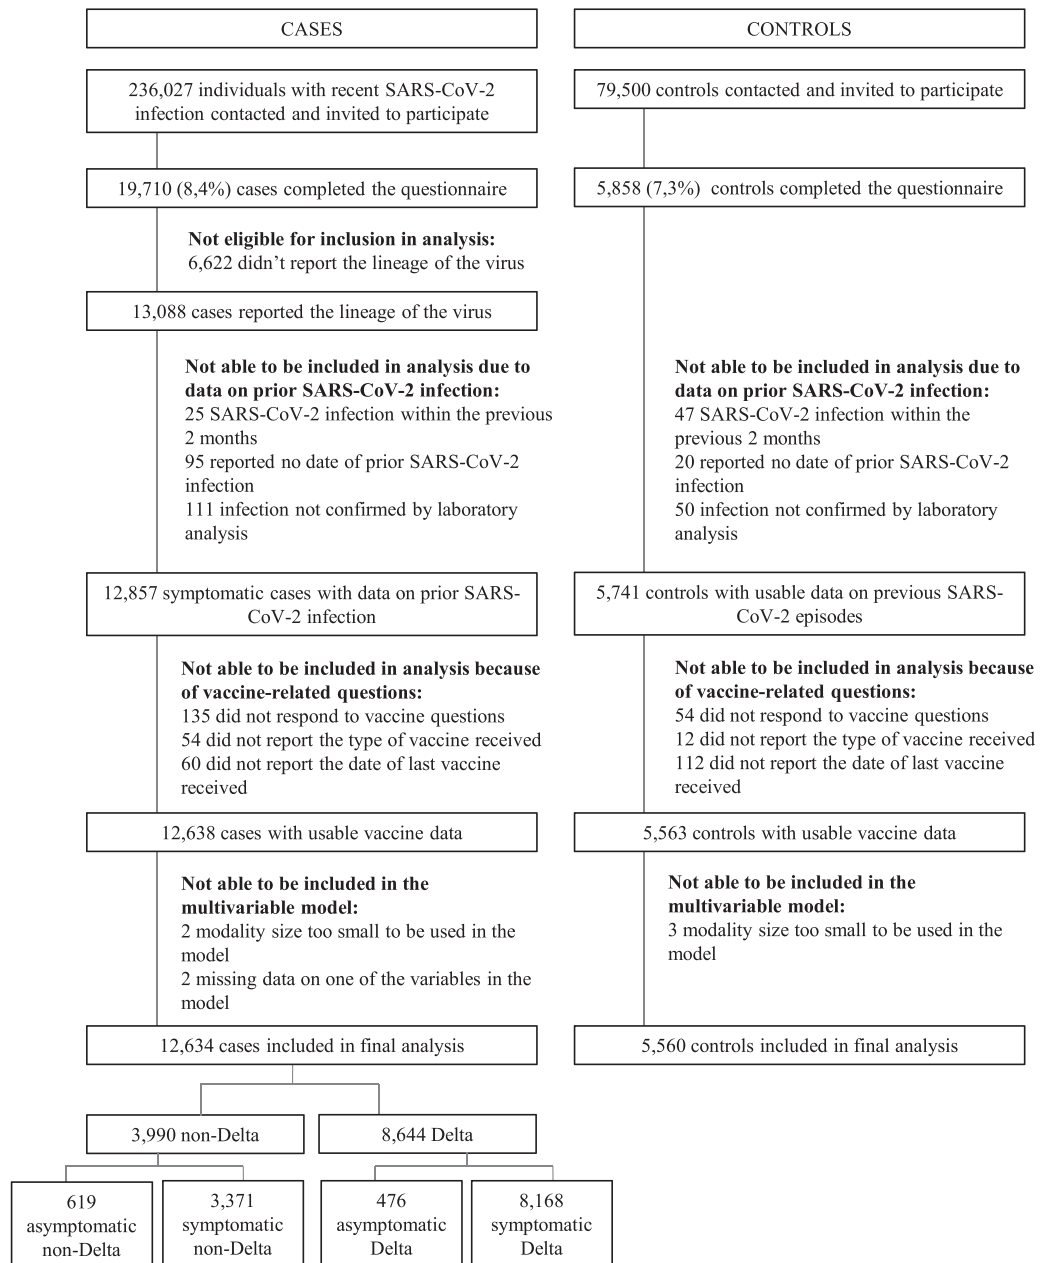 CASES
236,027 individuals with recent SARS-CoV-2
infection contacted and invited to participate
19,710 (8,4%) cases completed the questionnaire
Not eligible for inclusion in analysis:
6,622 didn’t report the lineage of the virus
13,088 cases reported the lineage of the virus
Not able to be included in analysis due to
data on prior SARS-CoV-2 infection:
25 SARS-CoV-2 infection within the previous
2 months
95 reported no date of prior SARS-CoV-2
infection
111 infection not confirmed by laboratory
analysis
12,857 symptomatic cases with data on prior SARS-
CoV-2 infection
Not able to be included in analysis because
of vaccine-related questions:
135 did not respond to vaccine questions
54 did not report the type of vaccine received
60 did not report the date of last vaccine
received
12,638 cases with usable vaccine data
Not able to be included in the
multivariable model:
2 modality size too small to be used in the
model
2 missing data on one of the variables in the
model
12,634 cases included in final analysis
3,990 non-Delta
8,644 Delta
619
asymptomatic
non-Delta
3,371
symptomatic
non-Delta
476
asymptomatic
Delta
8,168
symptomatic
Delta
CONTROLS
79,500 controls contacted and invited to participate
5,858 (7,3%) controls completed the questionnaire
Not able to be included in analysis due to
data on prior SARS-CoV-2 infection:
47 SARS-CoV-2 infection within the
previous 2 months
20 reported no date of prior SARS-CoV-2
infection
50 infection not confirmed by laboratory
analysis
5,741 controls with usable data on previous SARS-
CoV-2 episodes
Not able to be included in analysis because
of vaccine-related questions:
54 did not respond to vaccine questions
12 did not report the type of vaccine received
112 did not report the date of last vaccine
received
5,563 controls with usable vaccine data
Not able to be included in the
multivariable model:
3 modality size too small to be used in the
model
5,560 controls included in final analysis